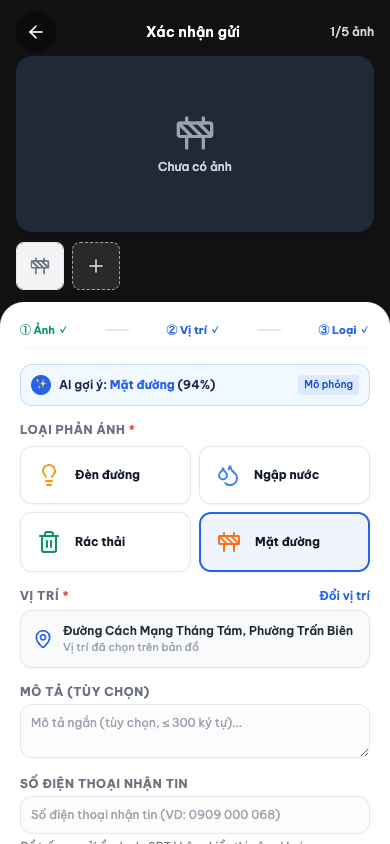 Xác nhận gửi
1/5 ảnh
Chưa có ảnh
① Ảnh ✓
② Vị trí ✓
③ Loại ✓
AI gợi ý: Mặt đường (94%)
Mô phỏng
LOẠI PHẢN ÁNH *
Đèn đường
Ngập nước
Rác thải
Mặt đường
VỊ TRÍ *
Đổi vị trí
Đường Cách Mạng Tháng Tám, Phường Trấn Biên
Vị trí đã chọn trên bản đồ
MÔ TẢ (TÙY CHỌN)
Mô tả ngắn (tùy chọn, ≤ 300 ký tự)...
SỐ ĐIỆN THOẠI NHẬN TIN
Số điện thoại nhận tin (VD: 0909 000 068)